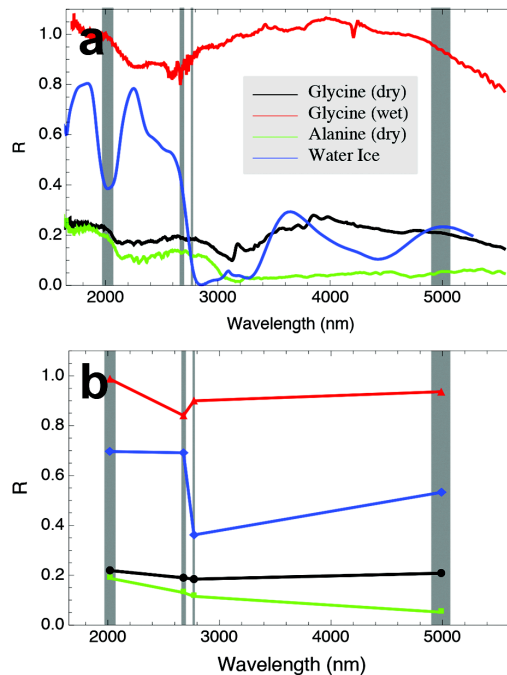 a
1.0
0.8
0.6
0.4
0.2
0.0
R
Glycine (dry)
Glycine (wet)
Alanine (dry)
Water Ice
2000 3000 4000 5000
Wavelength (nm)
b
1.0
0.8
0.6
0.4
0.2
0.0
R
2000 3000 4000 5000
Wavelength (nm)